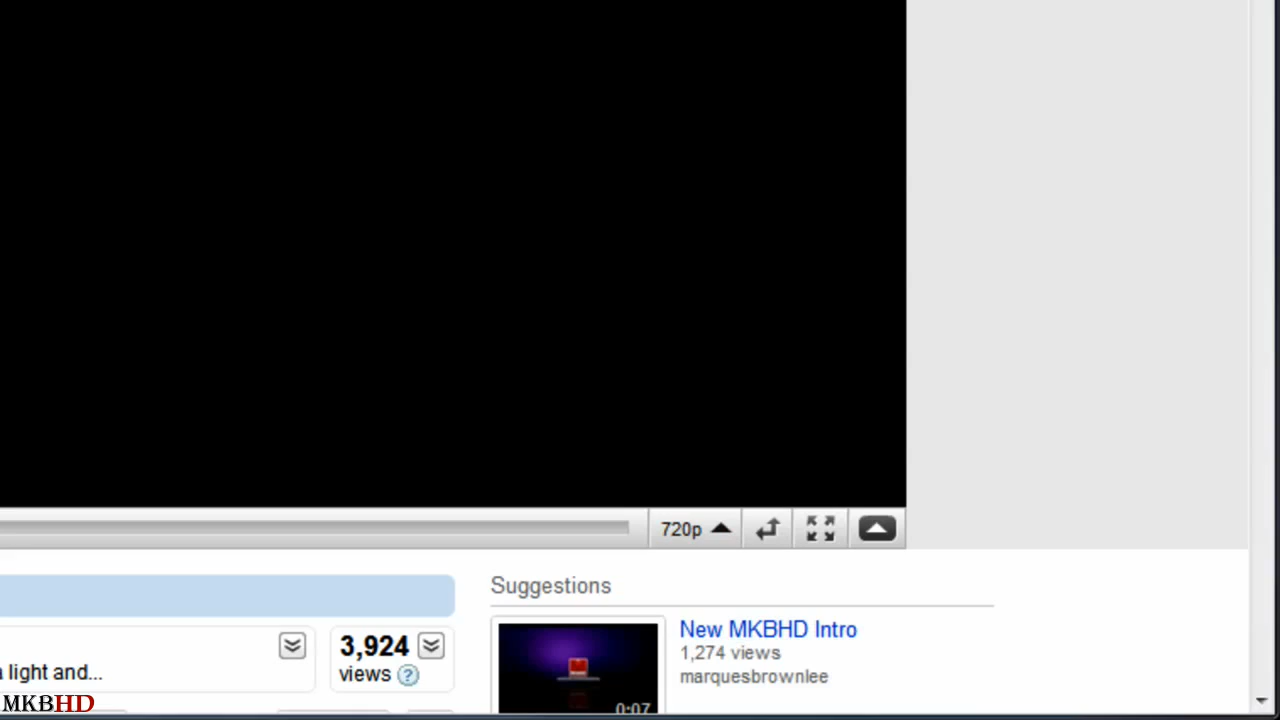 720p
Suggestions
New MKBHD Intro
1,274 views
marquesbrownlee
0:07
3,924
views ?
light and...
MKBHD